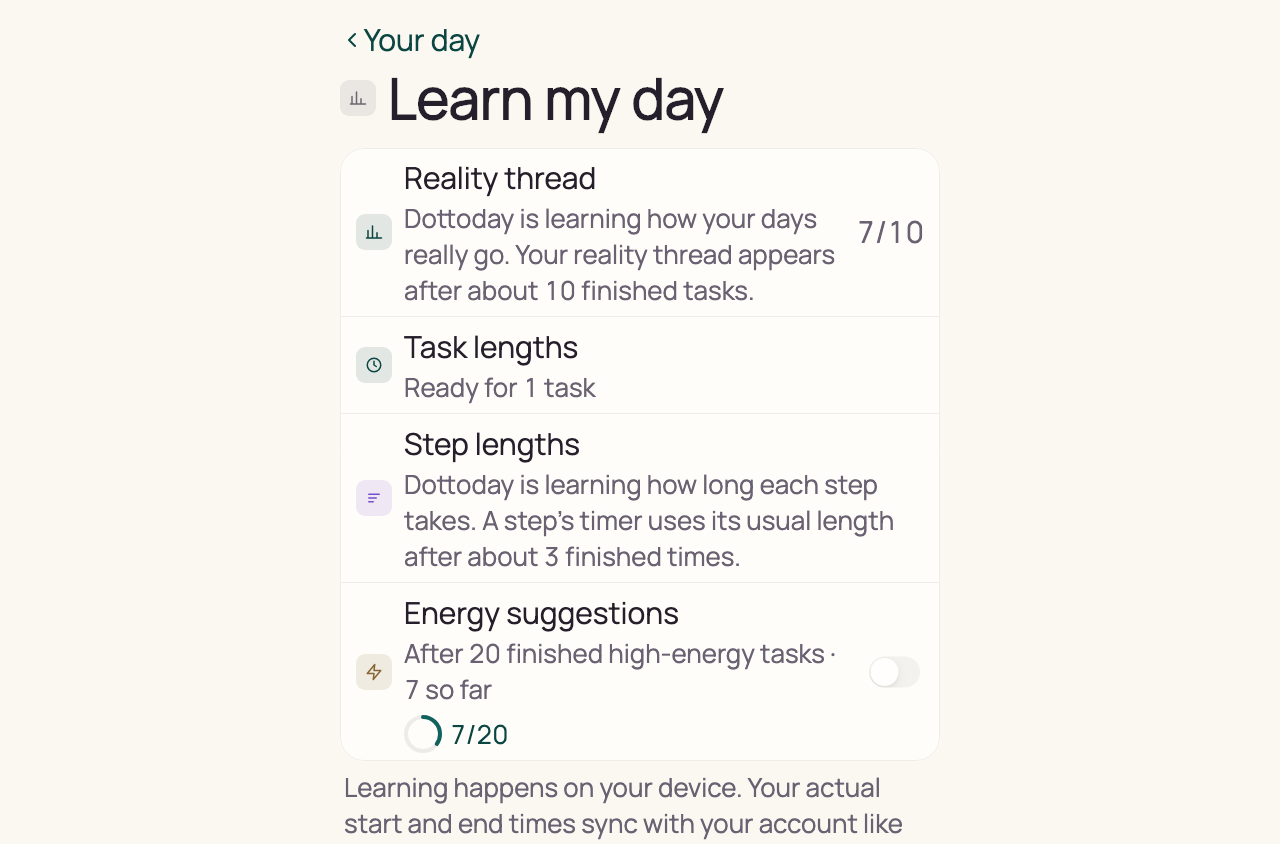 Your day
Learn my day
Reality thread
Dottoday is learning how your days
really go. Your reality thread appears
after about 10 finished tasks.
7/10
Task lengths
Ready for 1 task
Step lengths
Dottoday is learning how long each step
takes. A step’s timer uses its usual length
after about 3 finished times.
Energy suggestions
After 20 finished high-energy tasks ·
7 so far
7/20
Learning happens on your device. Your actual
start and end times sync with your account like